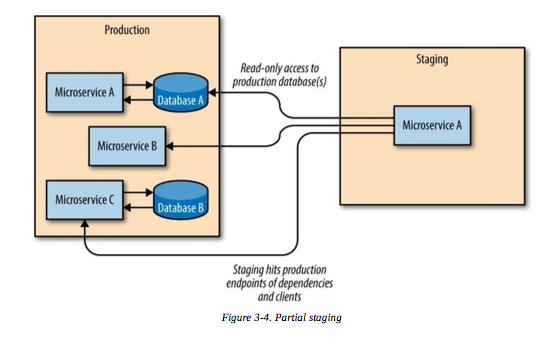 Production
Staging
Microservice A
Database A
Read-only access to
production database(s)
Microservice A
Microservice B
Microservice C
Database B
Staging hits production
endpoints of dependencies
and clients
Figure 3-4. Partial staging